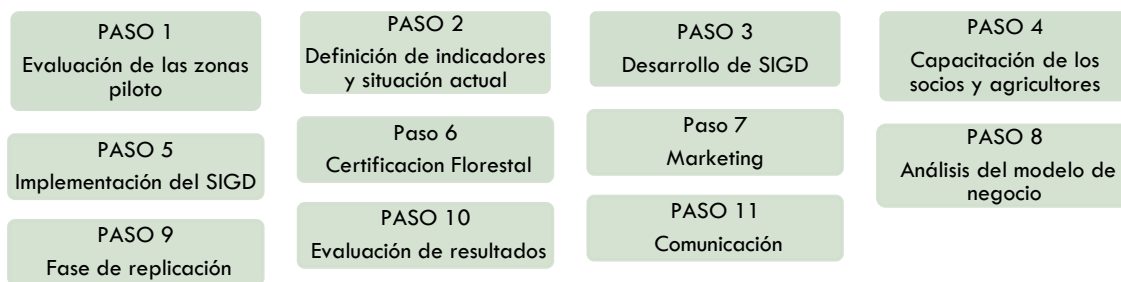 PASO 1
Evaluación de las zonas
piloto
PASO 2
Definición de indicadores
y situación actual
PASO 3
Desarrollo de SIGD
PASO 4
Capacitación de los
socios y agricultores
PASO 5
Implementación del SIGD
Paso 6
Certificacion Florestal
Paso 7
Marketing
PASO 8
Análisis del modelo de
negocio
PASO 9
Fase de replicación
PASO 10
Evaluación de resultados
PASO 11
Comunicación